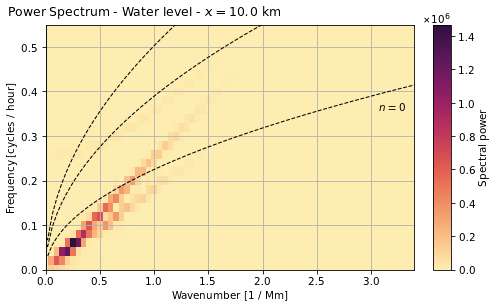 Power Spectrum - Water level - x = 10.0 km
×10⁶
Frequency [cycles / hour]
0.5
0.4
0.3
0.2
0.1
0.0
n = 0
0.0 0.5 1.0 1.5 2.0 2.5 3.0
Wavenumber [1 / Mm]
1.4
1.2
1.0
0.8
0.6
0.4
0.2
0.0
Spectral power